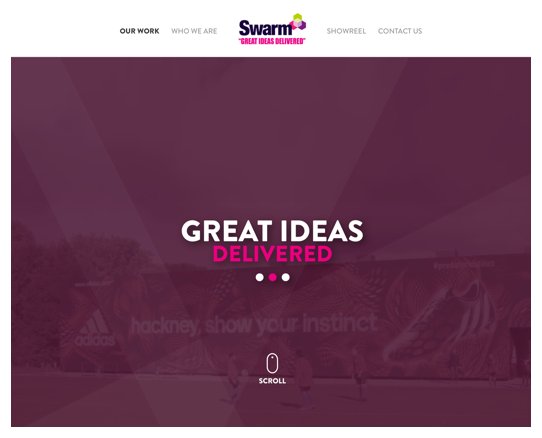 OUR WORK
WHO WE ARE
Swarm
"GREAT IDEAS DELIVERED"
SHOWREEL
CONTACT US
GREAT IDEAS
DELIVERED
hackney, show your instinct
adidas
SCROLL